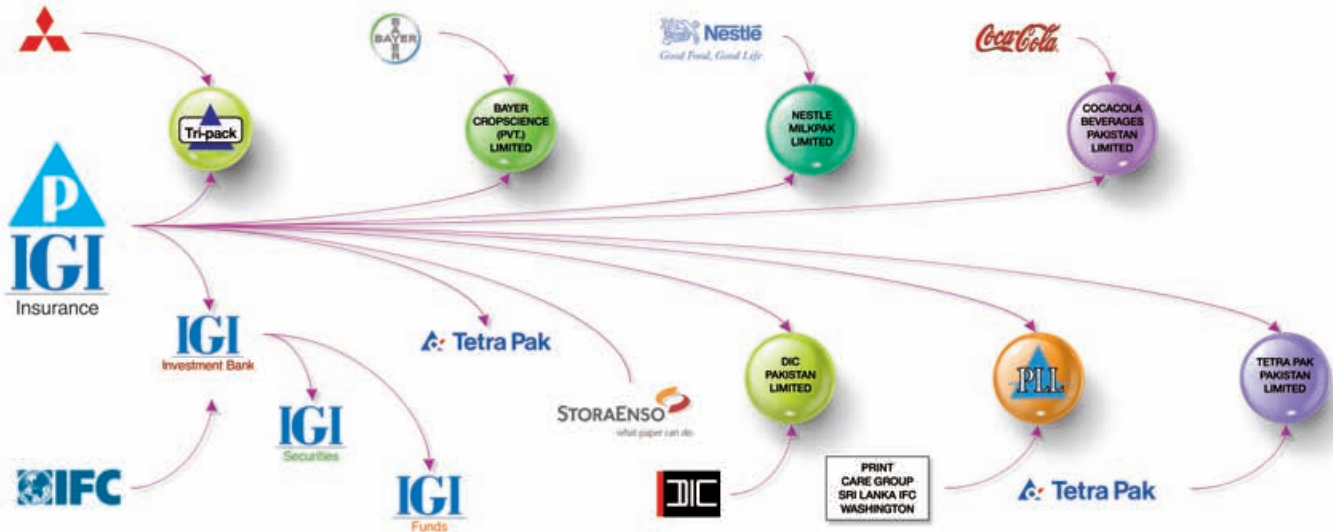 BAYER
BAYER
Nestlé
Good Food, Good Life
Coca-Cola
Tri-pack
BAYER
CROPSCIENCE
(PVT.)
LIMITED
NESTLE
MILKPAK
LIMITED
COCACOLA
BEVERAGES
PAKISTAN
LIMITED
P
IGI
Insurance
IGI
Investment Bank
Tetra Pak
DIC
PAKISTAN
LIMITED
PLL
TETRA PAK
PAKISTAN
LIMITED
STORAENSO
what paper can do.
IGI
Securities
IFC
IGI
Funds
DIC
PRINT
CARE GROUP
SRI LANKA IFC
WASHINGTON
Tetra Pak